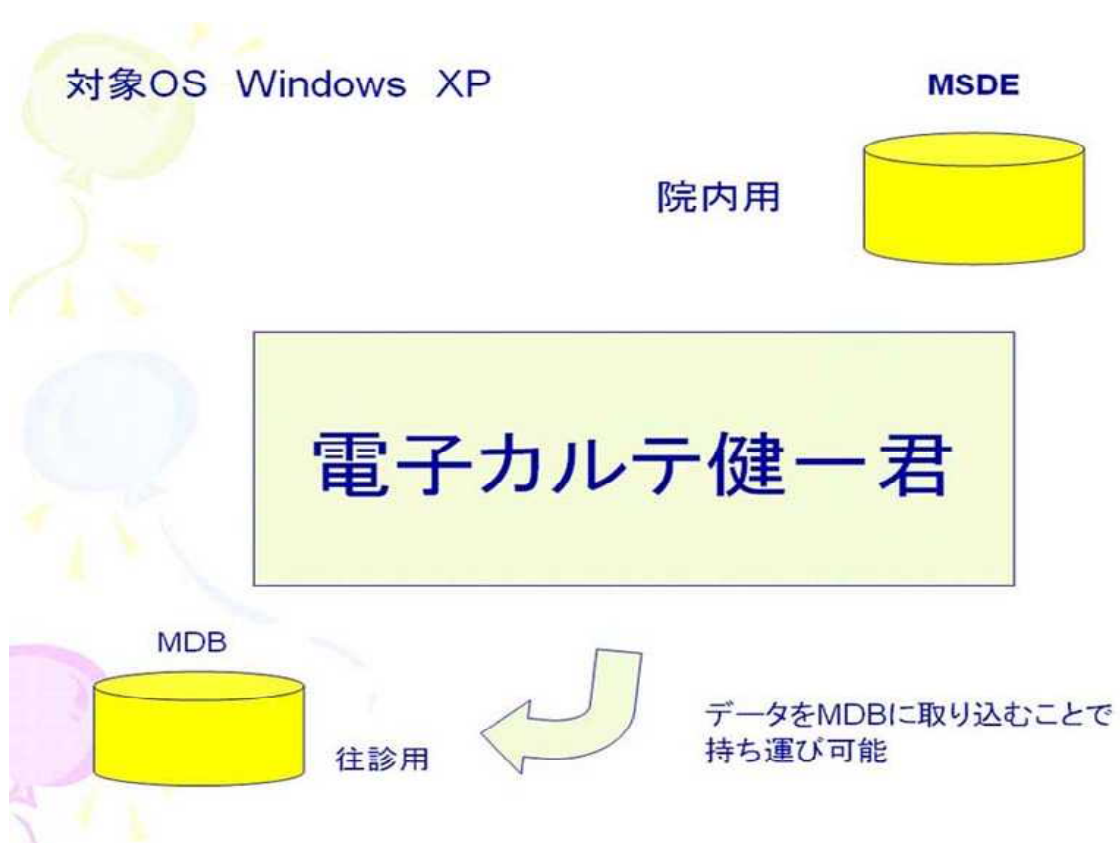 対象OS Windows XP
MSDE
院内用
電子カルテ健一君
MDB
往診用
データをMDBに取り込むことで
持ち運び可能